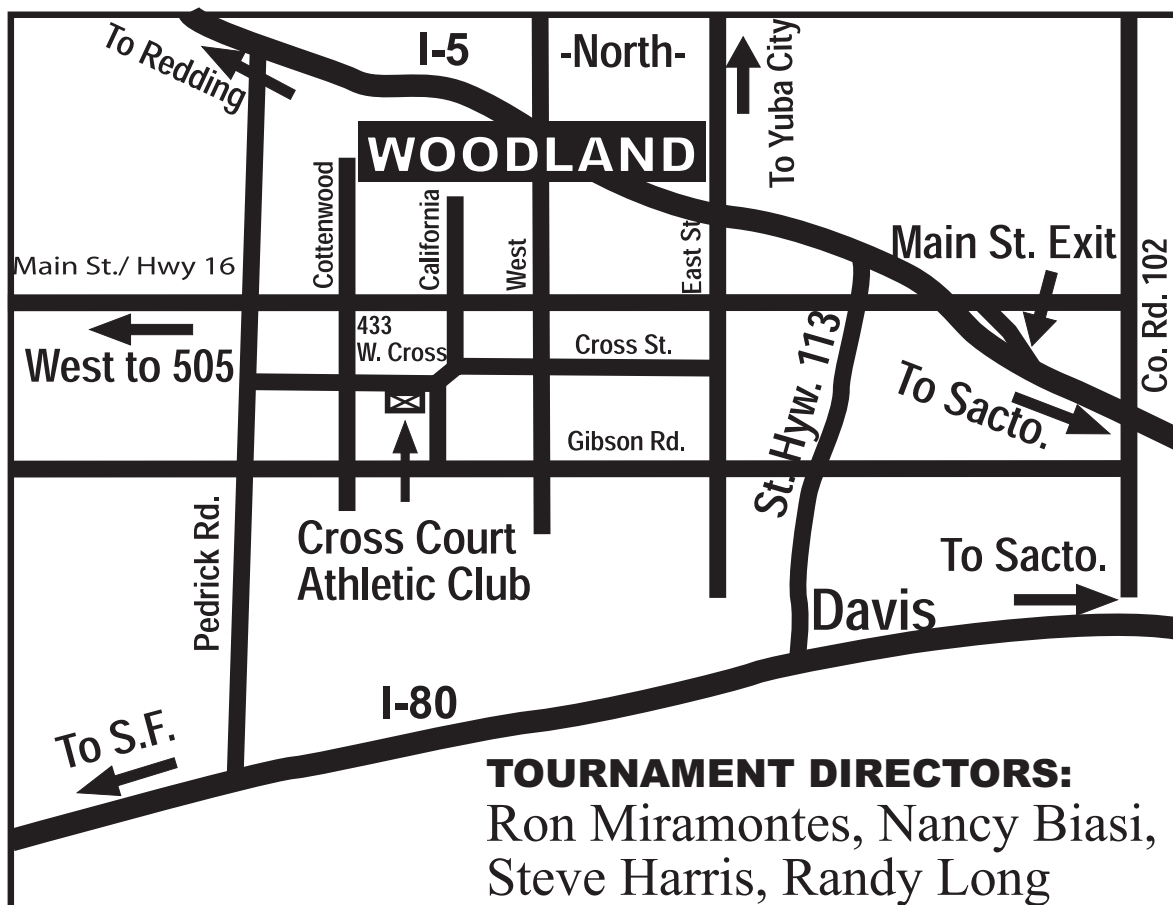 To Redding
I-5
-North-
To Yuba City
WOODLAND
Cottenwood
California
West
East St
Main St. Exit
Co. Rd. 102
Main St./ Hwy 16
433
W. Cross
Cross St.
West to 505
St. Hyw. 113
To Sacto.
Gibson Rd.
Pedrick Rd.
Cross Court
Athletic Club
To Sacto.
Davis
I-80
To S.F.
TOURNAMENT DIRECTORS:
Ron Miramontes, Nancy Biasi,
Steve Harris, Randy Long